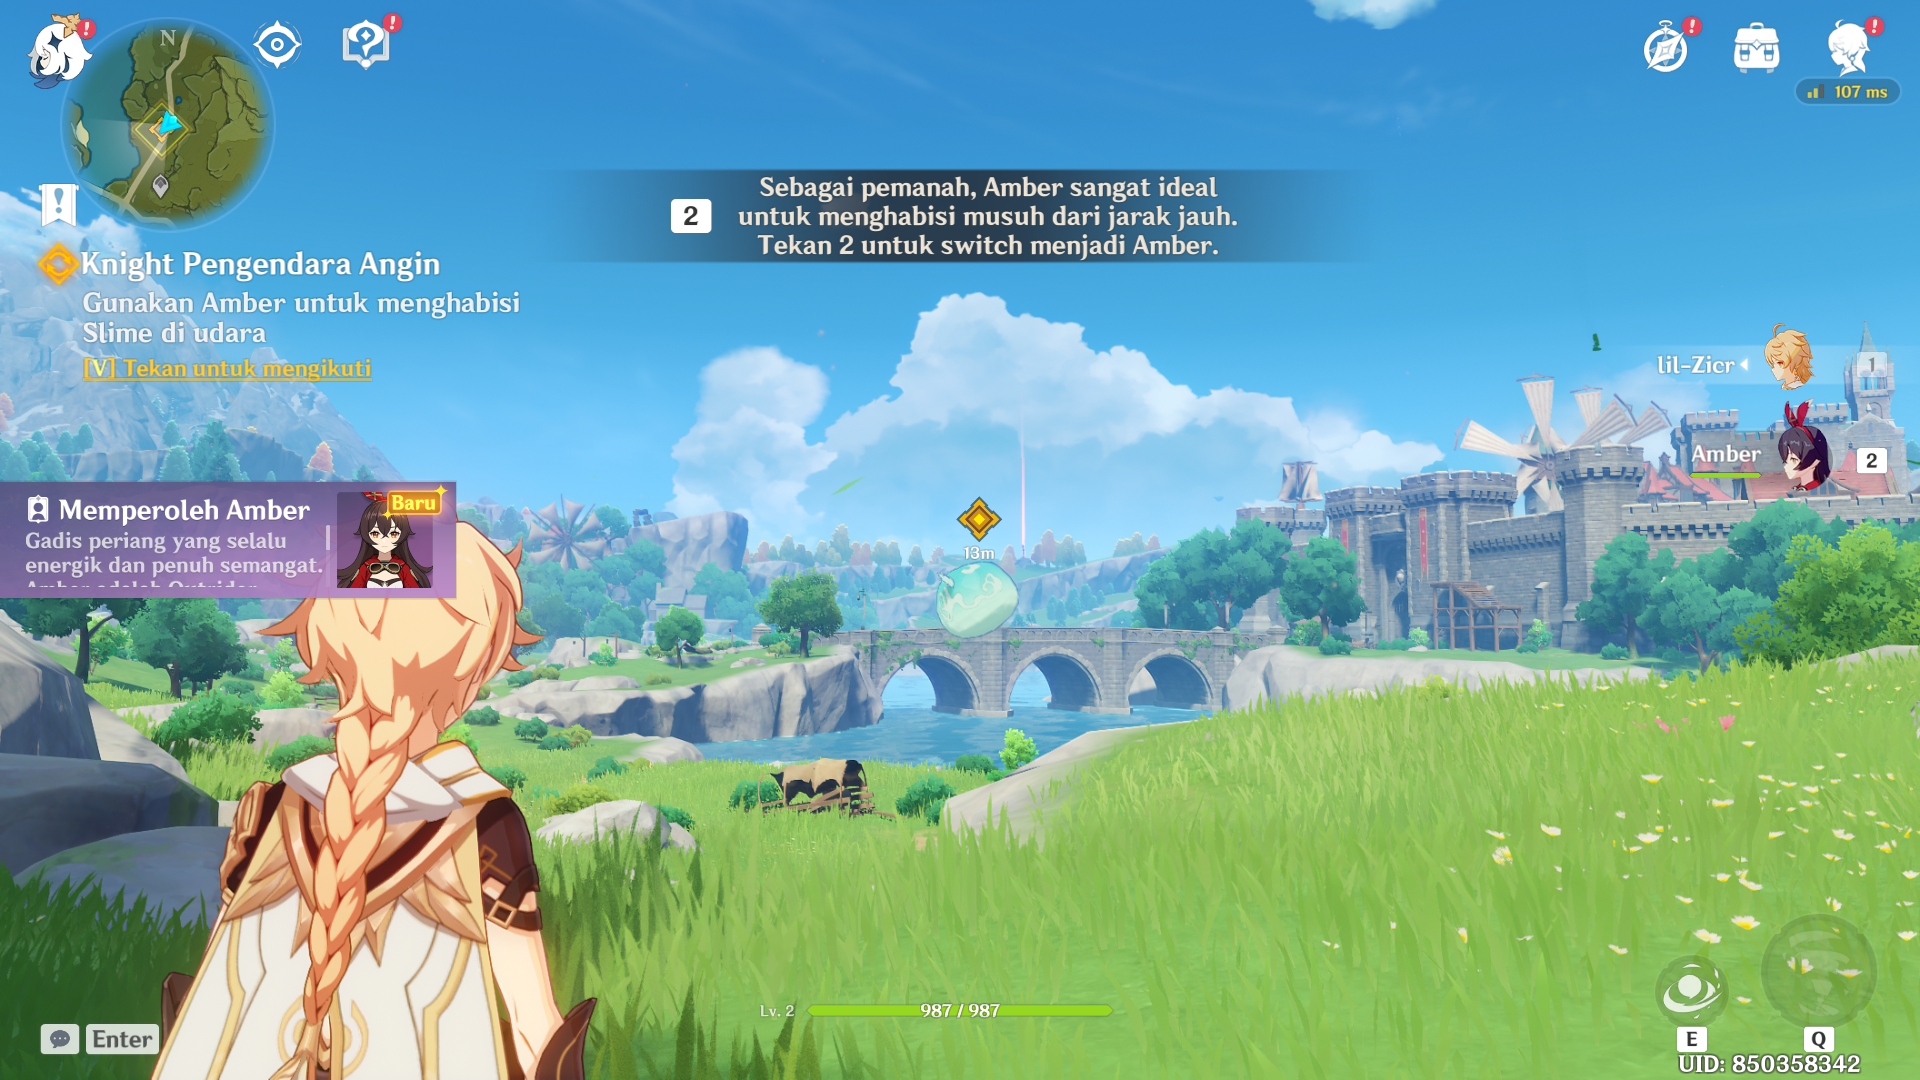 N
107 ms
Sebagai pemanah, Amber sangat ideal
2 untuk menghabisi musuh dari jarak jauh.
Tekan 2 untuk switch menjadi Amber.
Knight Pengendara Angin
Gunakan Amber untuk menghabisi
Slime di udara
[V] Tekan untuk mengikuti
lil-Zicr 1
Amber 2
Memperoleh Amber
Baru
Gadis periang yang selalu
energik dan penuh semangat.
Amber adalah Outrider
13m
Lv. 2 987 / 987
Enter
E Q
UID: 850358342